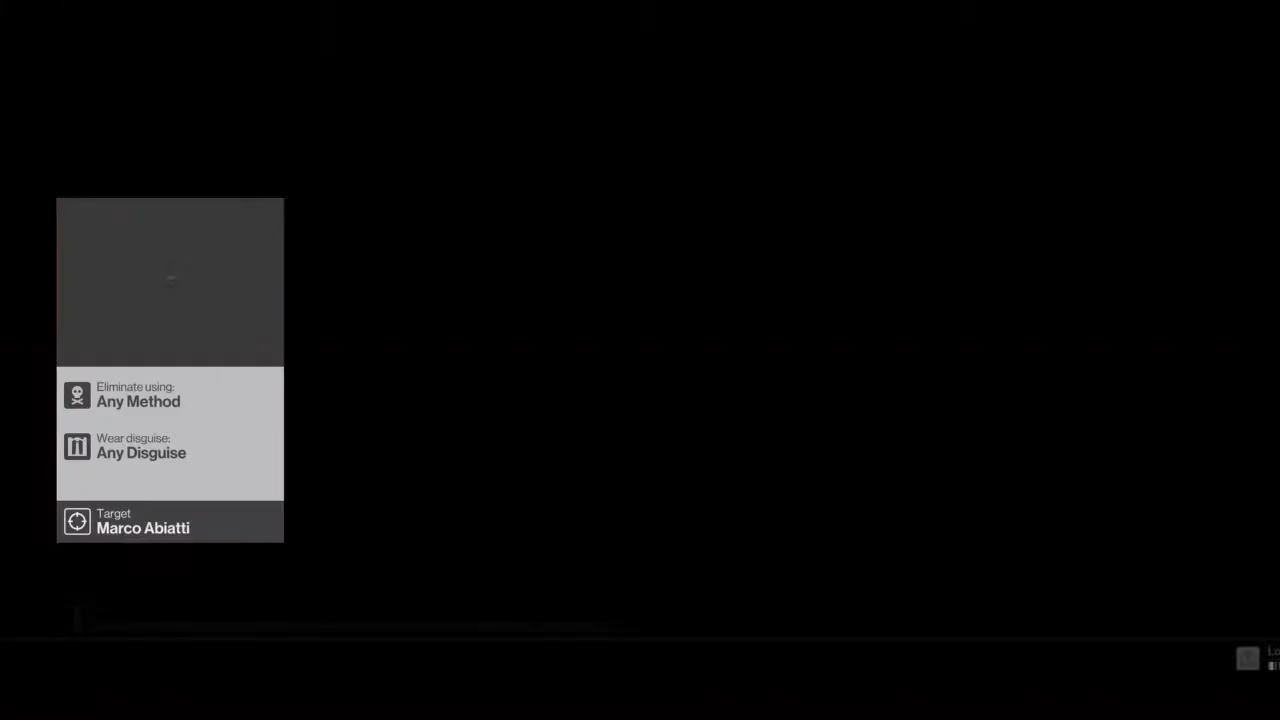 Eliminate using:
Any Method
Wear disguise:
Any Disguise
Target
Marco Abiatti